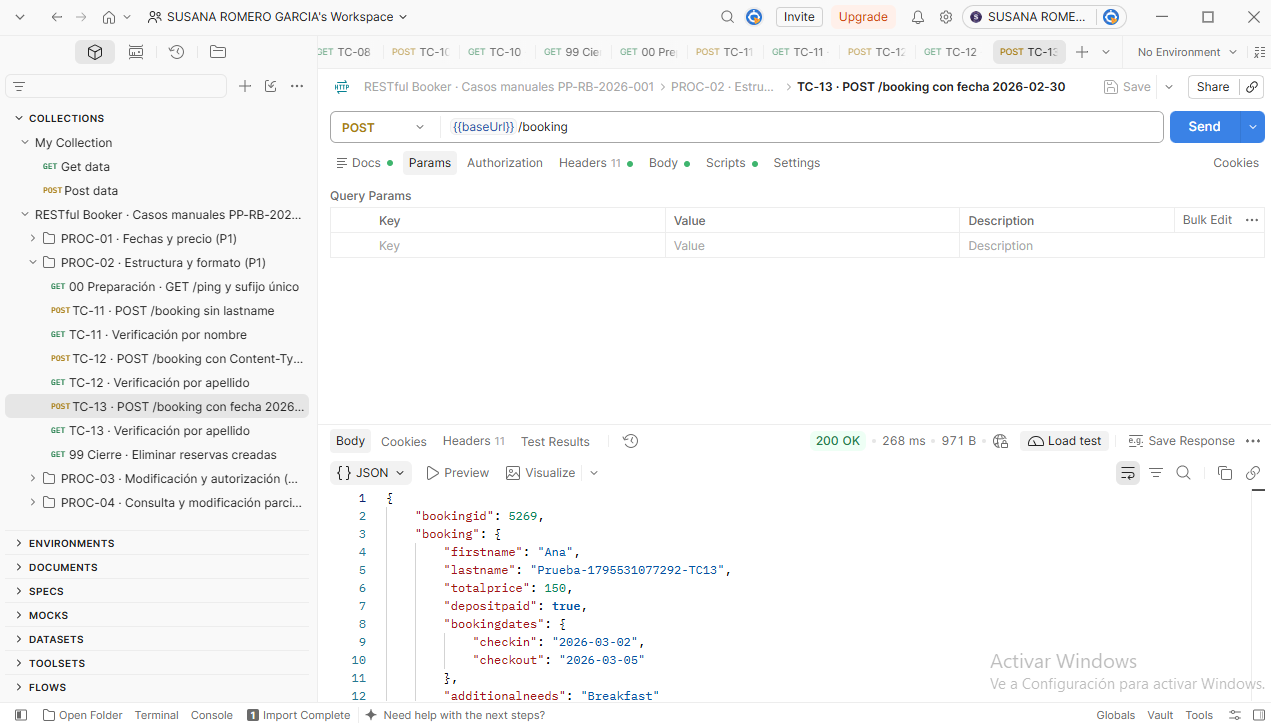 SUSANA ROMERO GARCIA's Workspace
Invite
Upgrade
SUSANA ROME...
GET TC-08
POST TC-10
GET TC-10
GET 99 Cie
GET 00 Pre
POST TC-11
GET TC-11
POST TC-12
GET TC-12
POST TC-13
No Environment
HTTP
RESTful Booker · Casos manuales PP-RB-2026-001 > PROC-02 · Estru... > TC-13 · POST /booking con fecha 2026-02-30
Save
Share
COLLECTIONS
My Collection
GET Get data
POST Post data
RESTful Booker · Casos manuales PP-RB-202...
PROC-01 · Fechas y precio (P1)
PROC-02 · Estructura y formato (P1)
GET 00 Preparación · GET /ping y sufijo único
POST TC-11 · POST /booking sin lastname
GET TC-11 · Verificación por nombre
POST TC-12 · POST /booking con Content-Ty...
GET TC-12 · Verificación por apellido
POST TC-13 · POST /booking con fecha 2026...
GET TC-13 · Verificación por apellido
GET 99 Cierre · Eliminar reservas creadas
PROC-03 · Modificación y autorización (...
PROC-04 · Consulta y modificación parci...
ENVIRONMENTS
DOCUMENTS
SPECS
MOCKS
DATASETS
TOOLSETS
FLOWS
POST
{{baseUrl}} /booking
Send
Docs
Params
Authorization
Headers 11
Body
Scripts
Settings
Cookies
Query Params
Key Value Description Bulk Edit
Key Value Description
Body
Cookies
Headers 11
Test Results
200 OK
268 ms
971 B
Load test
Save Response
{} JSON
Preview
Visualize
1 {
2 "bookingid": 5269,
3 "booking": {
4 "firstname": "Ana",
5 "lastname": "Prueba-1795531077292-TC13",
6 "totalprice": 150,
7 "depositpaid": true,
8 "bookingdates": {
9 "checkin": "2026-03-02",
10 "checkout": "2026-03-05"
11 },
12 "additionalneeds": "Breakfast"
Activar Windows
Ve a Configuración para activar Windows.
Open Folder
Terminal
Console
1 Import Complete
Need help with the next steps?
Globals
Vault
Tools